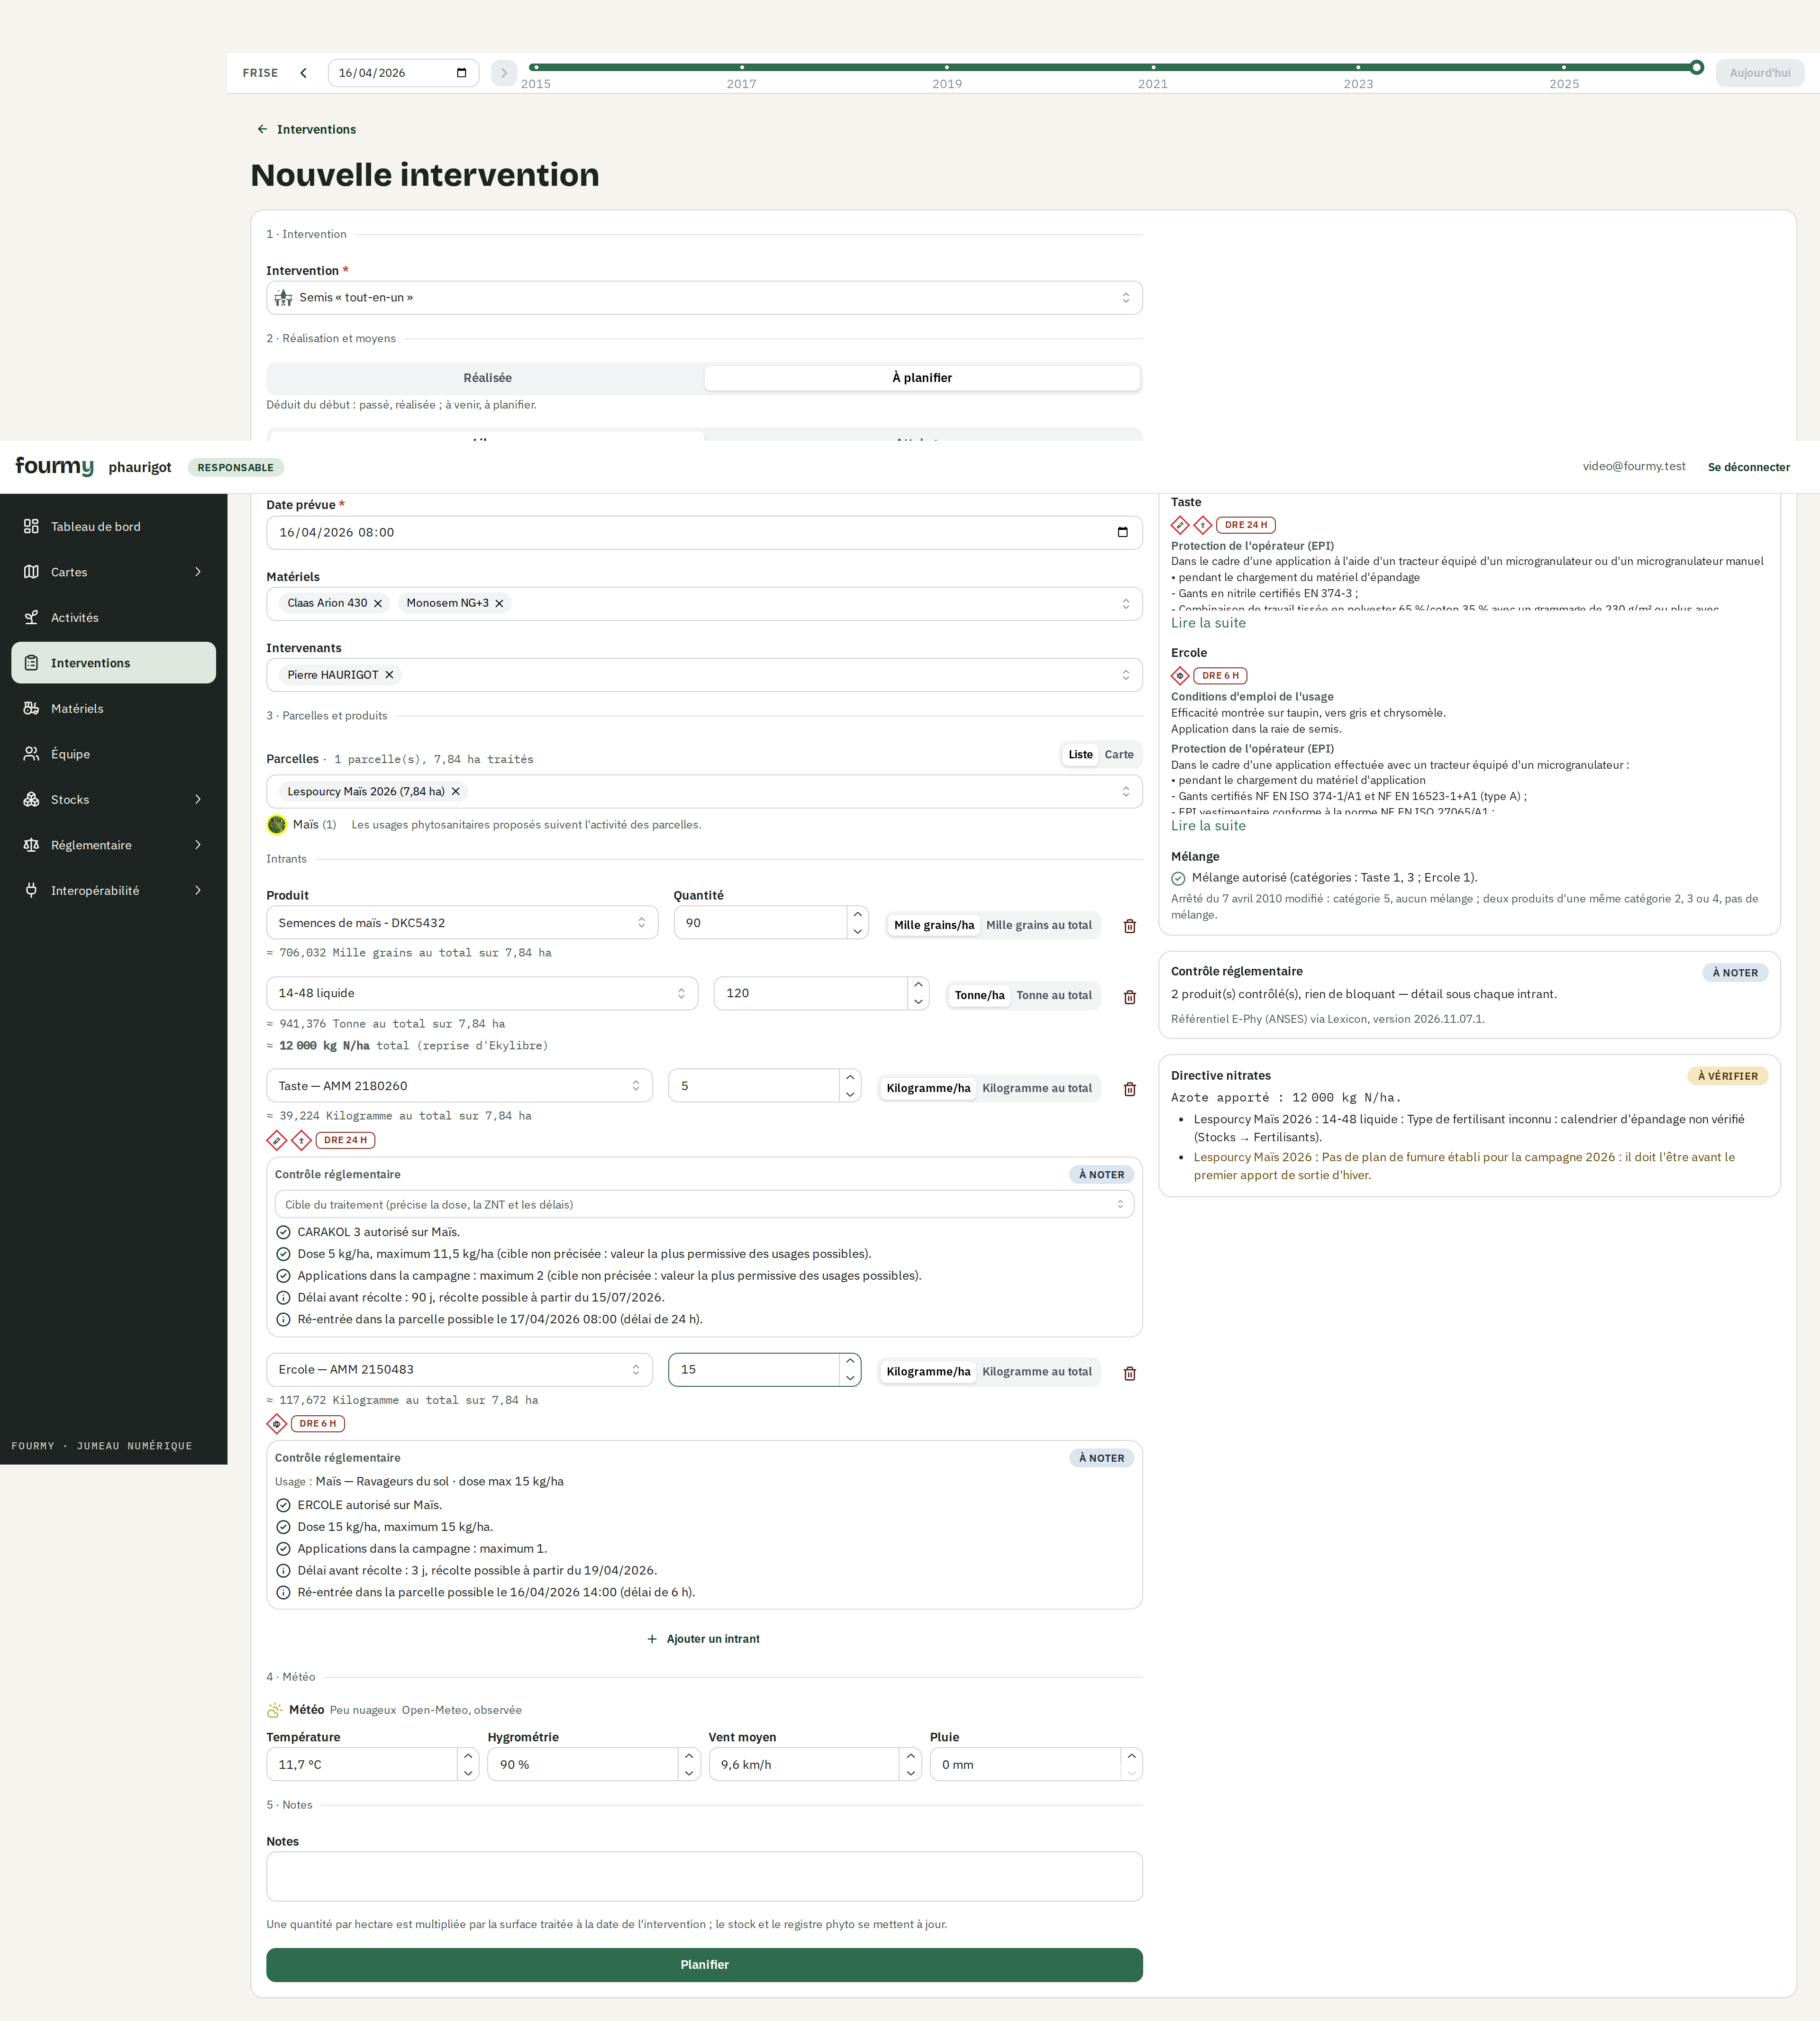 FRISE
16/04/2026
2015
2017
2019
2021
2023
2025
Aujourd'hui
Interventions
Nouvelle intervention
1 · Intervention
Intervention *
Semis « tout-en-un »
2 · Réalisation et moyens
Réalisée
À planifier
Déduit du début : passé, réalisée ; à venir, à planifier.
fourmy
phaurigot
RESPONSABLE
video@fourmy.test
Se déconnecter
Tableau de bord
Cartes
Activités
Interventions
Matériels
Équipe
Stocks
Réglementaire
Interopérabilité
FOURMY · JUMEAU NUMÉRIQUE
Date prévue *
16/04/2026 08:00
Matériels
Claas Arion 430
Monosem NG+3
Intervenants
Pierre HAURIGOT
3 · Parcelles et produits
Parcelles · 1 parcelle(s), 7,84 ha traités
Liste
Carte
Lespourcy Maïs 2026 (7,84 ha)
Maïs (1)
Les usages phytosanitaires proposés suivent l'activité des parcelles.
Intrants
Produit
Quantité
Semences de maïs - DKC5432
90
Mille grains/ha
Mille grains au total
≈ 706,032 Mille grains au total sur 7,84 ha
14-48 liquide
120
Tonne/ha
Tonne au total
≈ 941,376 Tonne au total sur 7,84 ha
≈ 12 000 kg N/ha total (reprise d'Ekylibre)
Taste — AMM 2180260
5
Kilogramme/ha
Kilogramme au total
≈ 39,224 Kilogramme au total sur 7,84 ha
DRE 24 H
Contrôle réglementaire
À NOTER
Cible du traitement (précise la dose, la ZNT et les délais)
CARAKOL 3 autorisé sur Maïs.
Dose 5 kg/ha, maximum 11,5 kg/ha (cible non précisée : valeur la plus permissive des usages possibles).
Applications dans la campagne : maximum 2 (cible non précisée : valeur la plus permissive des usages possibles).
Délai avant récolte : 90 j, récolte possible à partir du 15/07/2026.
Ré-entrée dans la parcelle possible le 17/04/2026 08:00 (délai de 24 h).
Ercole — AMM 2150483
15
Kilogramme/ha
Kilogramme au total
≈ 117,672 Kilogramme au total sur 7,84 ha
DRE 6 H
Contrôle réglementaire
À NOTER
Usage : Maïs — Ravageurs du sol · dose max 15 kg/ha
ERCOLE autorisé sur Maïs.
Dose 15 kg/ha, maximum 15 kg/ha.
Applications dans la campagne : maximum 1.
Délai avant récolte : 3 j, récolte possible à partir du 19/04/2026.
Ré-entrée dans la parcelle possible le 16/04/2026 14:00 (délai de 6 h).
Ajouter un intrant
4 · Météo
Météo Peu nuageux Open-Meteo, observée
Température
Hygrométrie
Vent moyen
Pluie
11,7 °C
90 %
9,6 km/h
0 mm
5 · Notes
Notes
Une quantité par hectare est multipliée par la surface traitée à la date de l'intervention ; le stock et le registre phyto se mettent à jour.
Planifier
Taste
DRE 24 H
Protection de l'opérateur (EPI)
Dans le cadre d'une application à l'aide d'un tracteur équipé d'un microgranulateur ou d'un microgranulateur manuel
• pendant le chargement du matériel d'épandage
- Gants en nitrile certifiés EN 374-3 ;
- Combinaison de travail tissée en polyester 65 %/coton 35 % avec un grammage de 230 g/m² ou plus avec
Lire la suite
Ercole
DRE 6 H
Conditions d'emploi de l'usage
Efficacité montrée sur taupin, vers gris et chrysomèle.
Application dans la raie de semis.
Protection de l'opérateur (EPI)
Dans le cadre d'une application effectuée avec un tracteur équipé d'un microgranulateur :
• pendant le chargement du matériel d'application
- Gants certifiés NF EN ISO 374-1/A1 et NF EN 16523-1+A1 (type A) ;
- EPI vestimentaire conforme à la norme NF EN ISO 27065/A1 ;
Lire la suite
Mélange
Mélange autorisé (catégories : Taste 1, 3 ; Ercole 1).
Arrêté du 7 avril 2010 modifié : catégorie 5, aucun mélange ; deux produits d'une même catégorie 2, 3 ou 4, pas de
mélange.
Contrôle réglementaire
À NOTER
2 produit(s) contrôlé(s), rien de bloquant — détail sous chaque intrant.
Référentiel E-Phy (ANSES) via Lexicon, version 2026.11.07.1.
Directive nitrates
À VÉRIFIER
Azote apporté : 12 000 kg N/ha.
• Lespourcy Maïs 2026 : 14-48 liquide : Type de fertilisant inconnu : calendrier d'épandage non vérifié
(Stocks → Fertilisants).
• Lespourcy Maïs 2026 : Pas de plan de fumure établi pour la campagne 2026 : il doit l'être avant le
premier apport de sortie d'hiver.